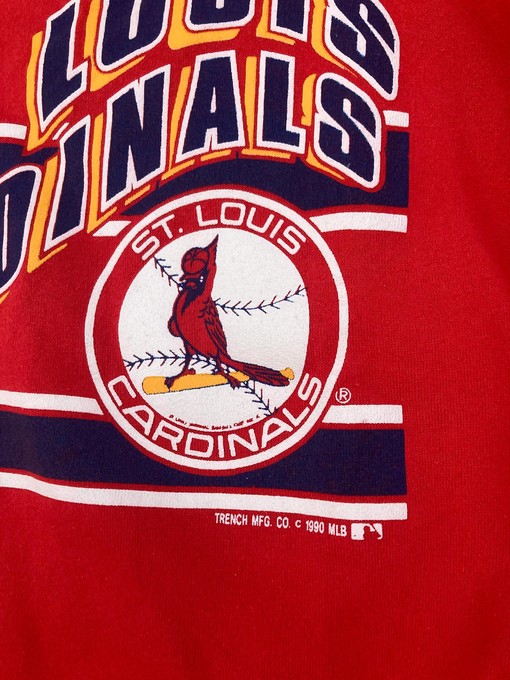 LOUIS
DINALS
ST. LOUIS
CARDINALS
®
TRENCH MFG. CO. © 1990 MLB